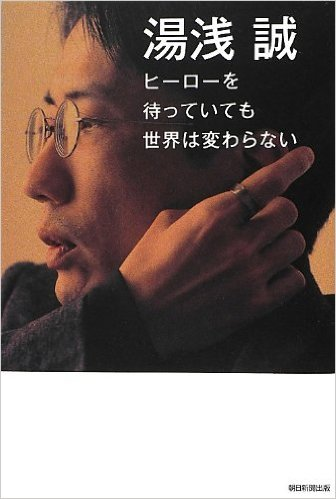 湯浅 誠
ヒーローを
待っていても
世界は変わらない
朝日新聞出版